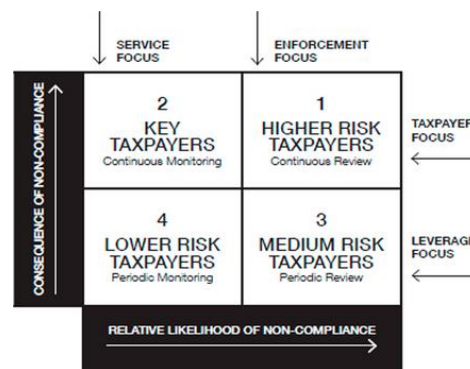 SERVICE
FOCUS
ENFORCEMENT
FOCUS
CONSEQUENCE OF NON-COMPLIANCE
2
KEY
TAXPAYERS
Continuous Monitoring
1
HIGHER RISK
TAXPAYERS
Continuous Review
TAXPAYER
FOCUS
4
LOWER RISK
TAXPAYERS
Periodic Monitoring
3
MEDIUM RISK
TAXPAYERS
Periodic Review
LEVERAGE
FOCUS
RELATIVE LIKELIHOOD OF NON-COMPLIANCE